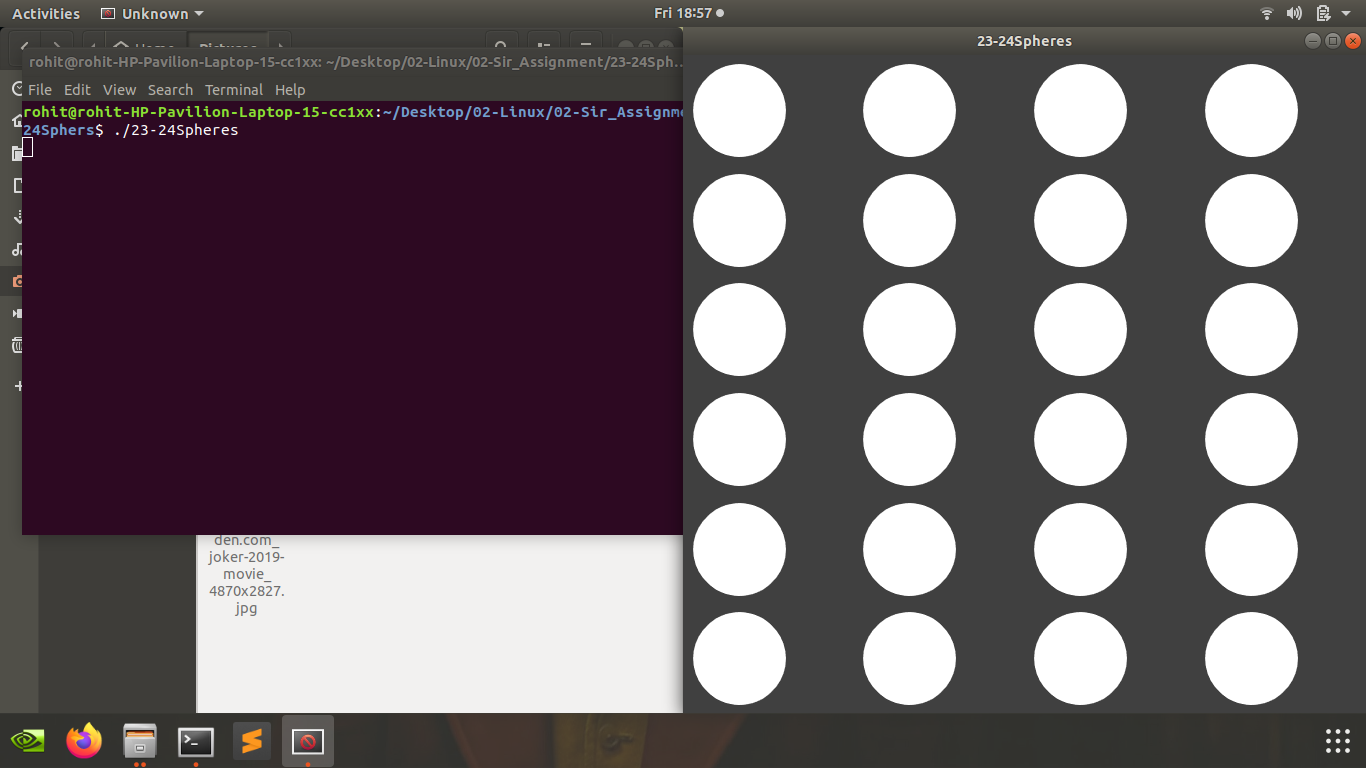 Activities
Unknown
Fri 18:57
23-24Spheres
Home
Pictures
rohit@rohit-HP-Pavilion-Laptop-15-cc1xx: ~/Desktop/02-Linux/02-Sir_Assignment/23-24Sph...
File Edit View Search Terminal Help
rohit@rohit-HP-Pavilion-Laptop-15-cc1xx:~/Desktop/02-Linux/02-Sir_Assignme
24Sphers$ ./23-24Spheres
den.com_
joker-2019-
movie_
4870x2827.
jpg